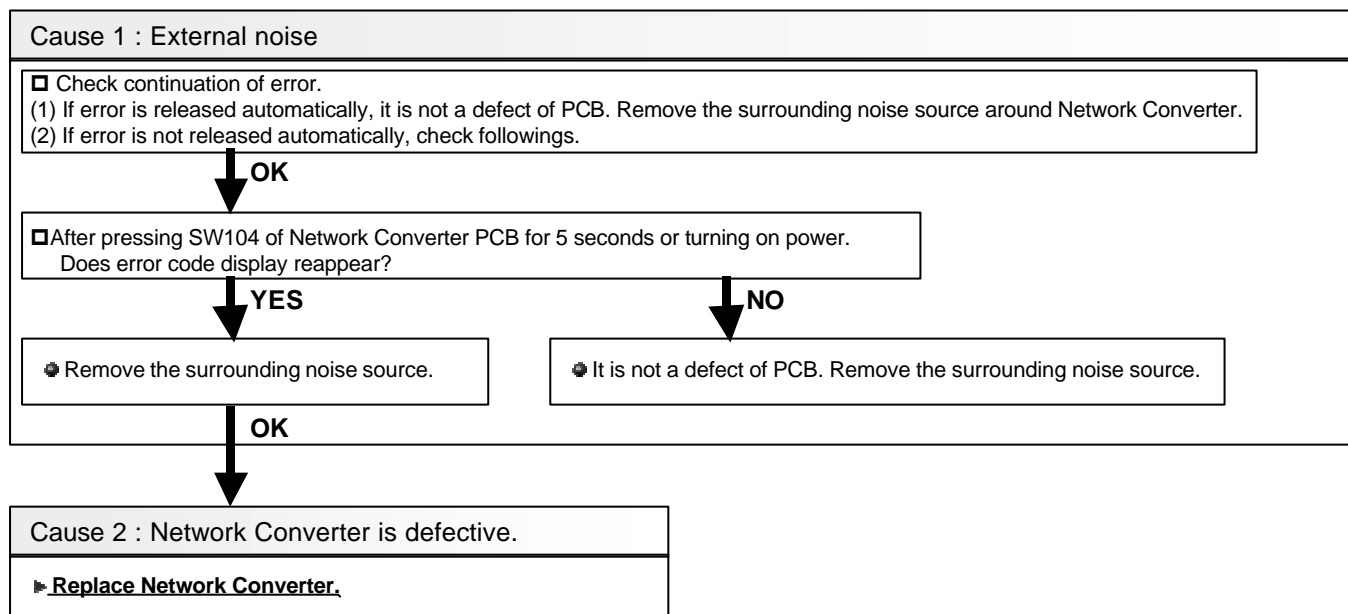 Cause 1 : External noise
Check continuation of error.
(1) If error is released automatically, it is not a defect of PCB. Remove the surrounding noise source around Network Converter.
(2) If error is not released automatically, check followings.
OK
After pressing SW104 of Network Converter PCB for 5 seconds or turning on power.
Does error code display reappear?
YES
NO
Remove the surrounding noise source.
It is not a defect of PCB. Remove the surrounding noise source.
OK
Cause 2 : Network Converter is defective.
Replace Network Converter.